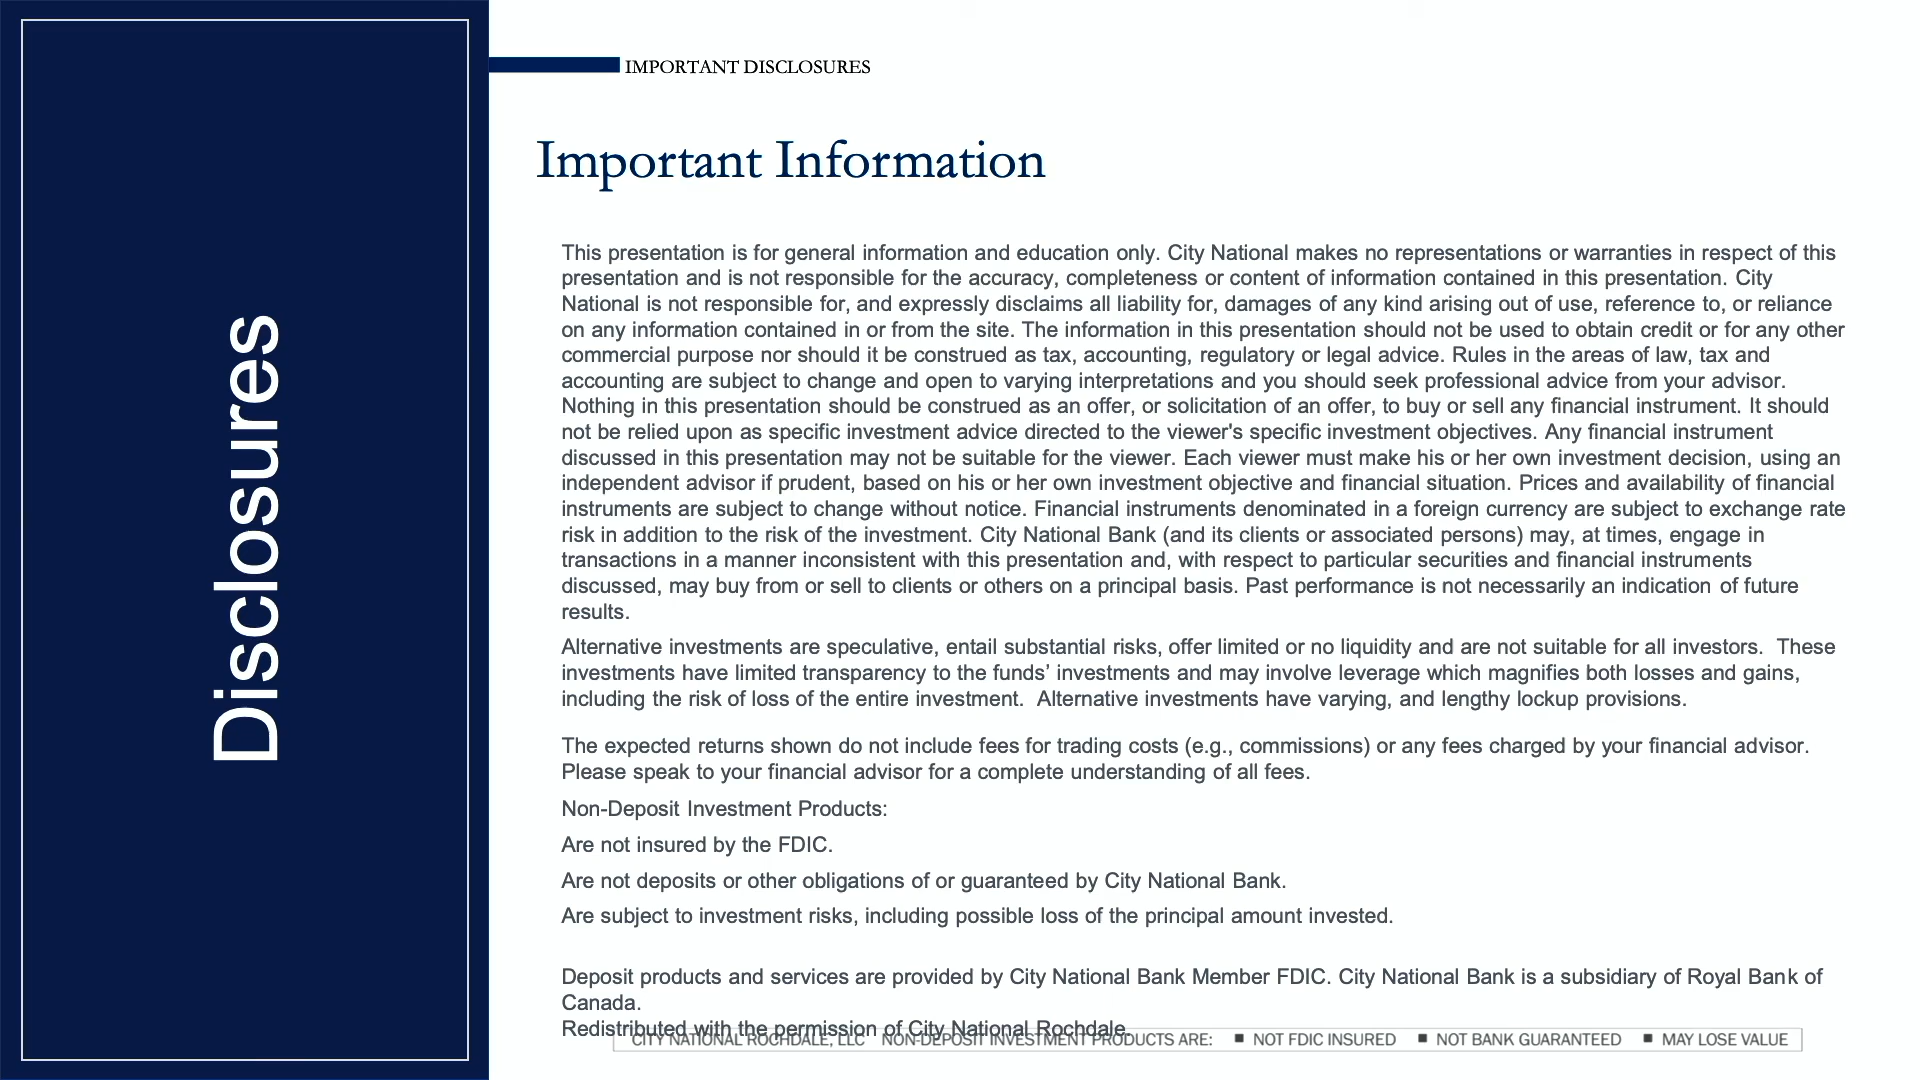 Disclosures
IMPORTANT DISCLOSURES
Important Information
This presentation is for general information and education only. City National makes no representations or warranties in respect of this
presentation and is not responsible for the accuracy, completeness or content of information contained in this presentation. City
National is not responsible for, and expressly disclaims all liability for, damages of any kind arising out of use, reference to, or reliance
on any information contained in or from the site. The information in this presentation should not be used to obtain credit or for any other
commercial purpose nor should it be construed as tax, accounting, regulatory or legal advice. Rules in the areas of law, tax and
accounting are subject to change and open to varying interpretations and you should seek professional advice from your advisor.
Nothing in this presentation should be construed as an offer, or solicitation of an offer, to buy or sell any financial instrument. It should
not be relied upon as specific investment advice directed to the viewer's specific investment objectives. Any financial instrument
discussed in this presentation may not be suitable for the viewer. Each viewer must make his or her own investment decision, using an
independent advisor if prudent, based on his or her own investment objective and financial situation. Prices and availability of financial
instruments are subject to change without notice. Financial instruments denominated in a foreign currency are subject to exchange rate
risk in addition to the risk of the investment. City National Bank (and its clients or associated persons) may, at times, engage in
transactions in a manner inconsistent with this presentation and, with respect to particular securities and financial instruments
discussed, may buy from or sell to clients or others on a principal basis. Past performance is not necessarily an indication of future
results.
Alternative investments are speculative, entail substantial risks, offer limited or no liquidity and are not suitable for all investors.  These
investments have limited transparency to the funds’ investments and may involve leverage which magnifies both losses and gains,
including the risk of loss of the entire investment.  Alternative investments have varying, and lengthy lockup provisions.
The expected returns shown do not include fees for trading costs (e.g., commissions) or any fees charged by your financial advisor.
Please speak to your financial advisor for a complete understanding of all fees.
Non-Deposit Investment Products:
Are not insured by the FDIC.
Are not deposits or other obligations of or guaranteed by City National Bank.
Are subject to investment risks, including possible loss of the principal amount invested.
Deposit products and services are provided by City National Bank Member FDIC. City National Bank is a subsidiary of Royal Bank of
Canada.
Redistributed with the permission of City National Rochdale.
CITY NATIONAL ROCHDALE, LLC NON-DEPOSIT INVESTMENT PRODUCTS ARE: ■ NOT FDIC INSURED ■ NOT BANK GUARANTEED ■ MAY LOSE VALUE